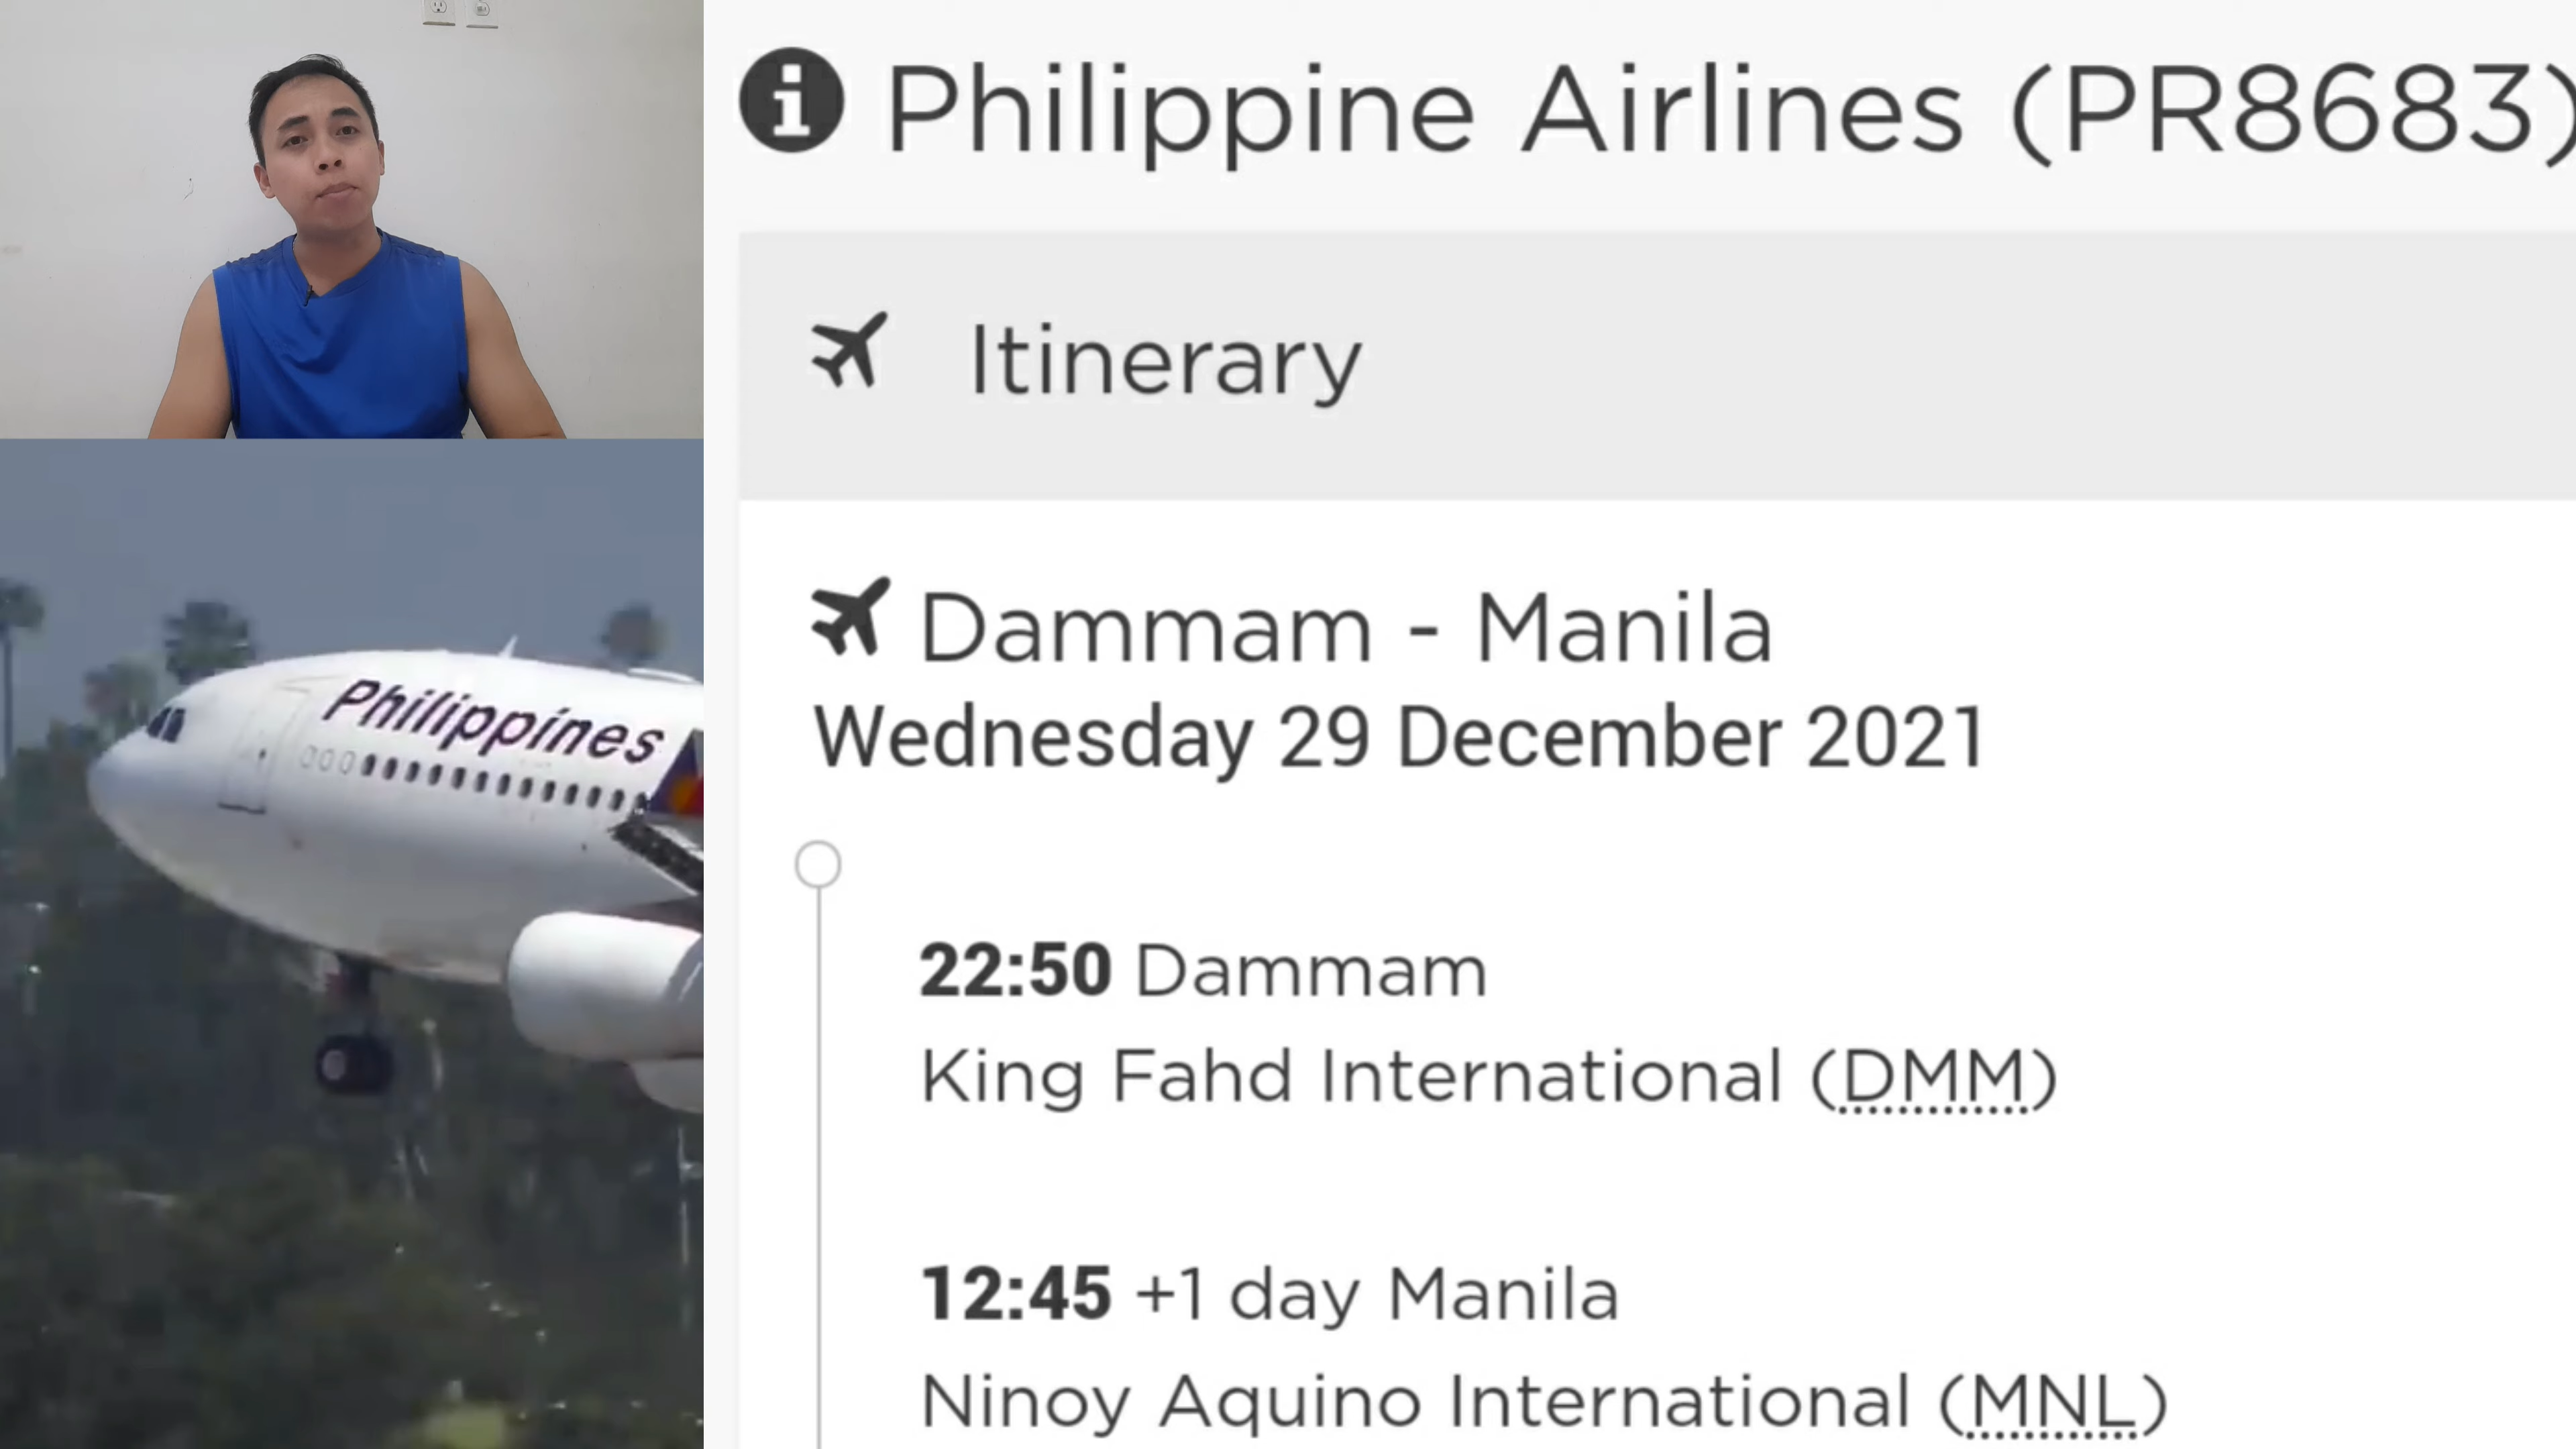 Philippine Airlines (PR8683)
Itinerary
Dammam - Manila
Wednesday 29 December 2021
22:50 Dammam
King Fahd International (DMM)
12:45 +1 day Manila
Ninoy Aquino International (MNL)
Philippines